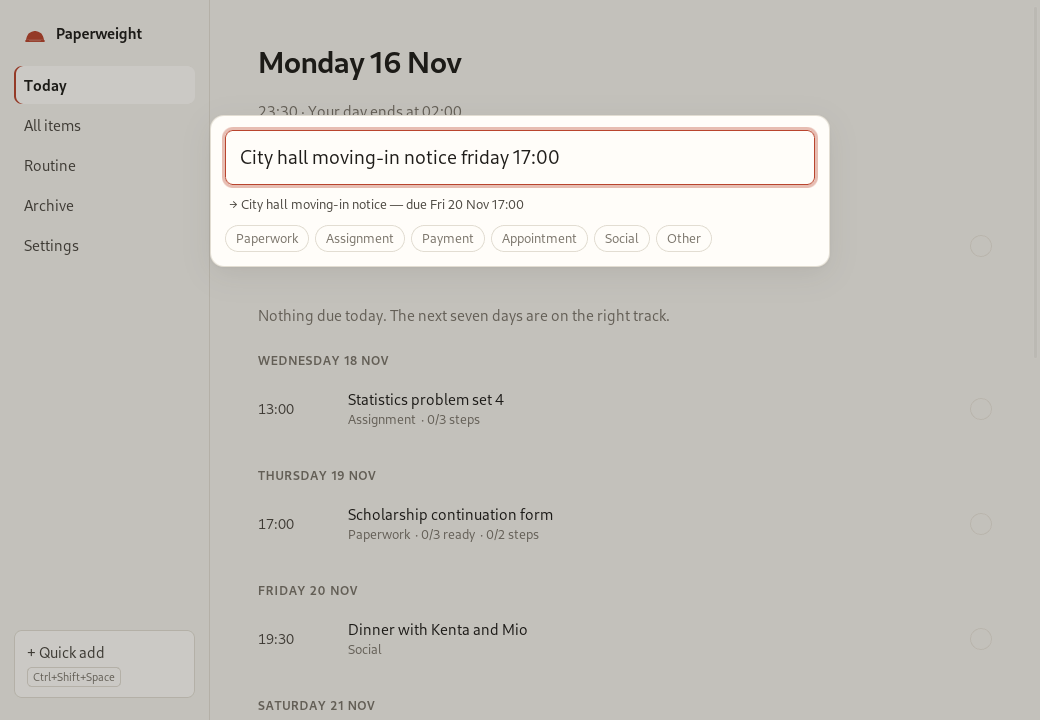 Paperweight
Today
All items
Routine
Archive
Settings
+ Quick add
Ctrl+Shift+Space
Monday 16 Nov
23:30 · Your day ends at 02:00
City hall moving-in notice friday 17:00
→ City hall moving-in notice — due Fri 20 Nov 17:00
Paperwork Assignment Payment Appointment Social Other
Nothing due today. The next seven days are on the right track.
WEDNESDAY 18 NOV
13:00 Statistics problem set 4
Assignment · 0/3 steps
THURSDAY 19 NOV
17:00 Scholarship continuation form
Paperwork · 0/3 ready · 0/2 steps
FRIDAY 20 NOV
19:30 Dinner with Kenta and Mio
Social
SATURDAY 21 NOV